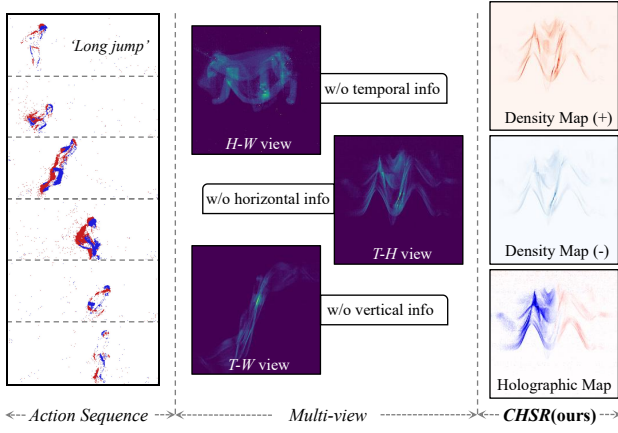 ‘Long jump’
w/o temporal info
H-W view
w/o horizontal info
T-H view
w/o vertical info
T-W view
Density Map (+)
Density Map (-)
Holographic Map
Action Sequence
Multi-view
CHSR(ours)